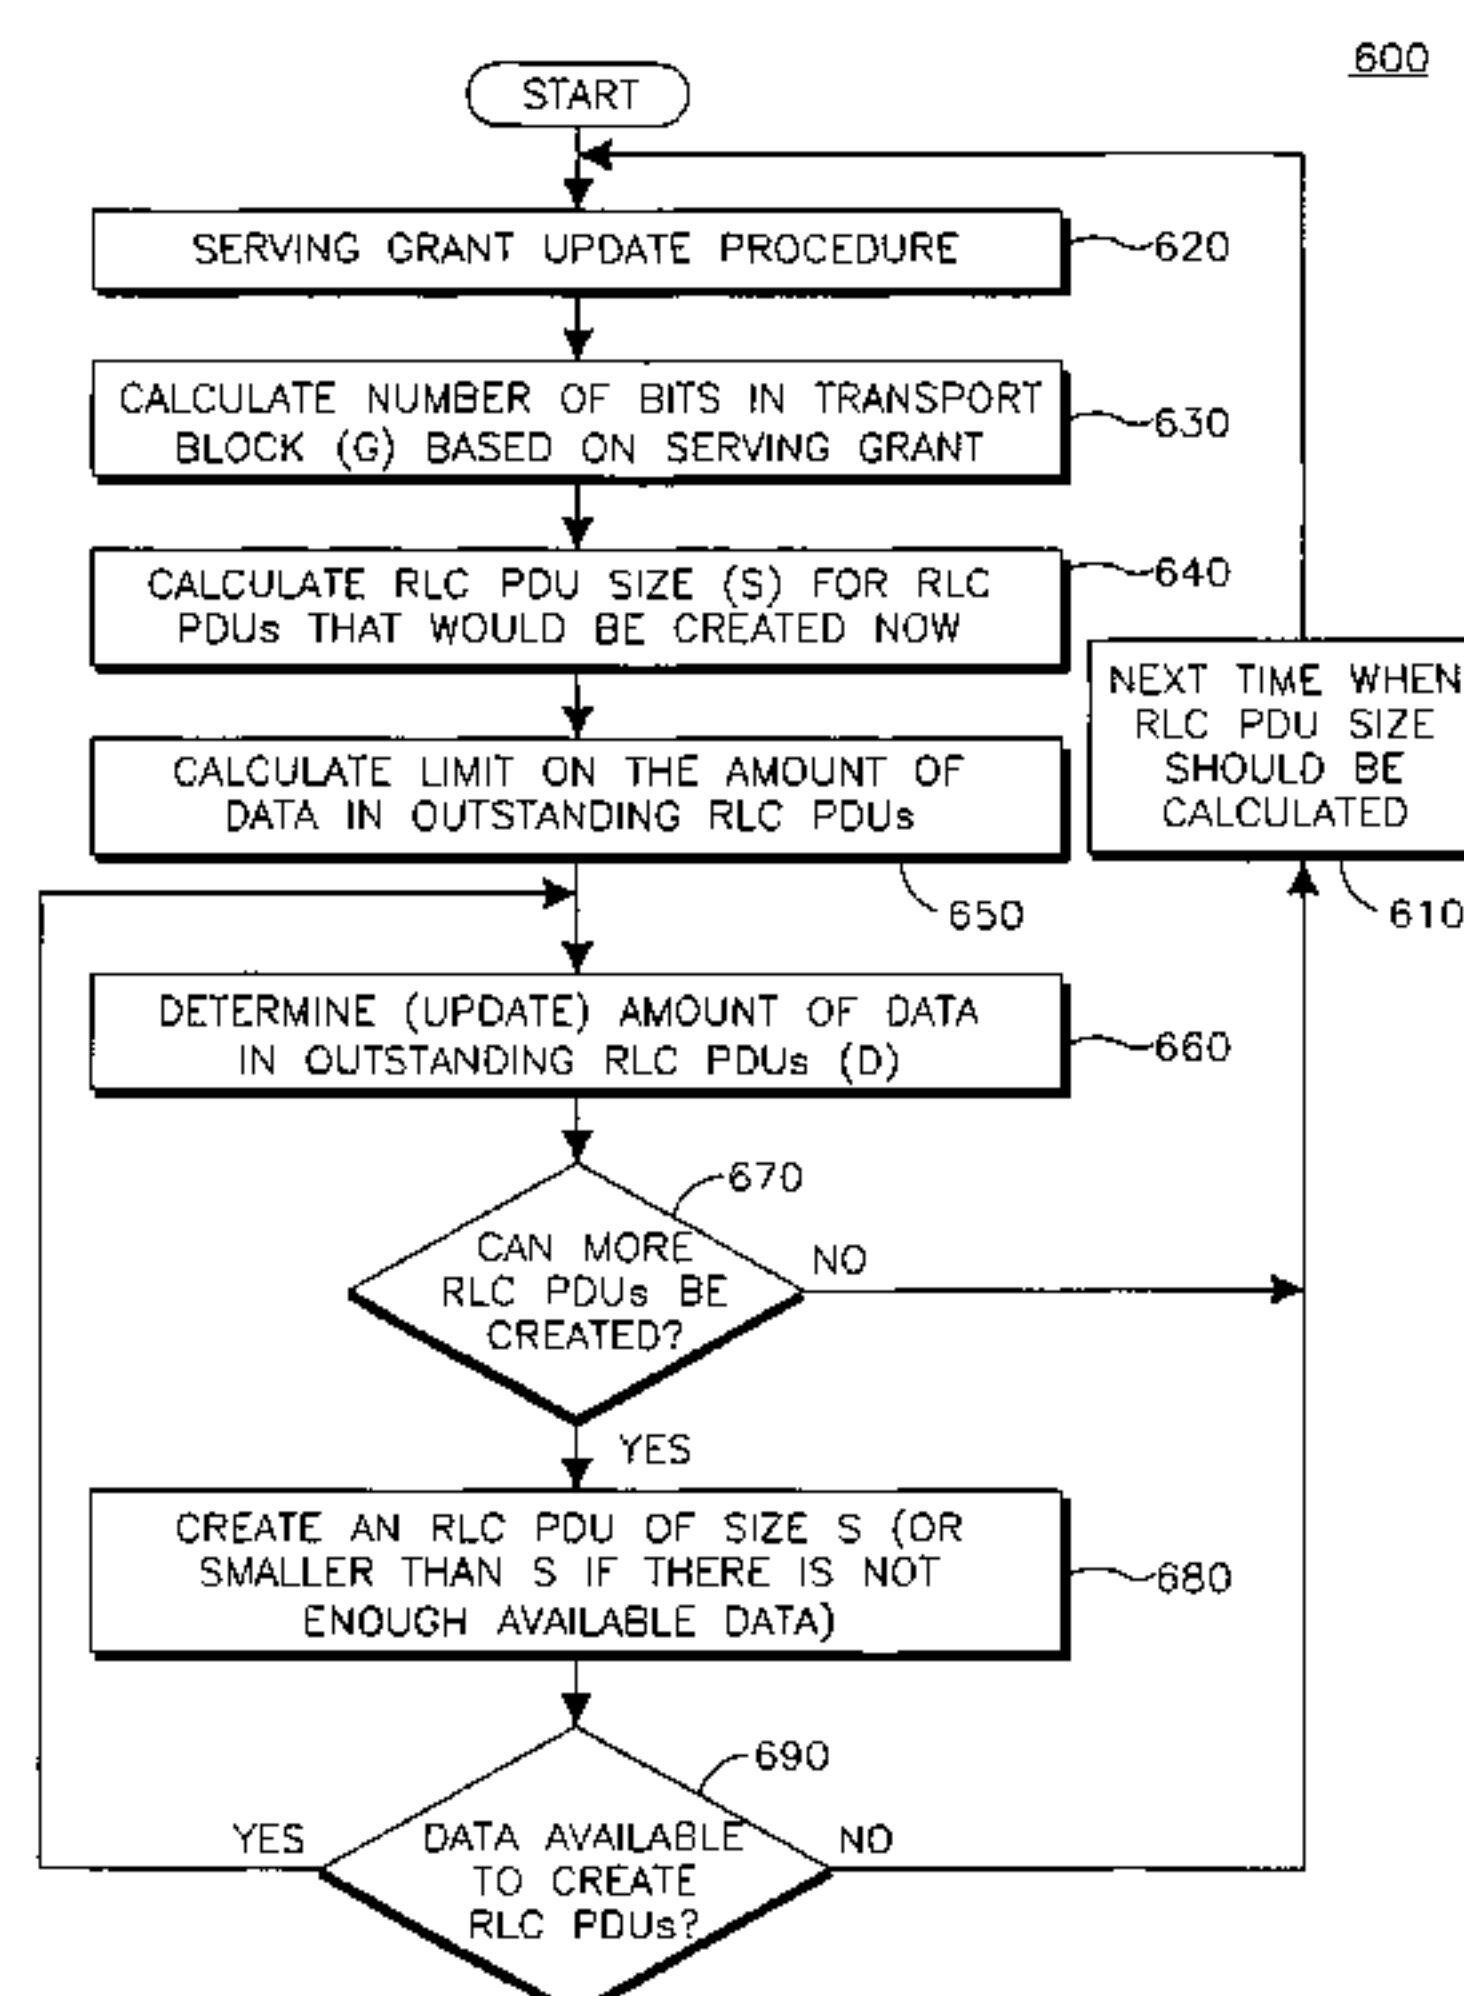 600
START
SERVING GRANT UPDATE PROCEDURE
620
CALCULATE NUMBER OF BITS IN TRANSPORT
BLOCK (G) BASED ON SERVING GRANT
630
CALCULATE RLC PDU SIZE (S) FOR RLC
PDUs THAT WOULD BE CREATED NOW
640
NEXT TIME WHEN
RLC PDU SIZE
SHOULD BE
CALCULATED
610
CALCULATE LIMIT ON THE AMOUNT OF
DATA IN OUTSTANDING RLC PDUs
650
DETERMINE (UPDATE) AMOUNT OF DATA
IN OUTSTANDING RLC PDUs (D)
660
670
CAN MORE
RLC PDUs BE
CREATED?
NO
YES
CREATE AN RLC PDU OF SIZE S (OR
SMALLER THAN S IF THERE IS NOT
ENOUGH AVAILABLE DATA)
680
690
YES
DATA AVAILABLE
TO CREATE
RLC PDUs?
NO